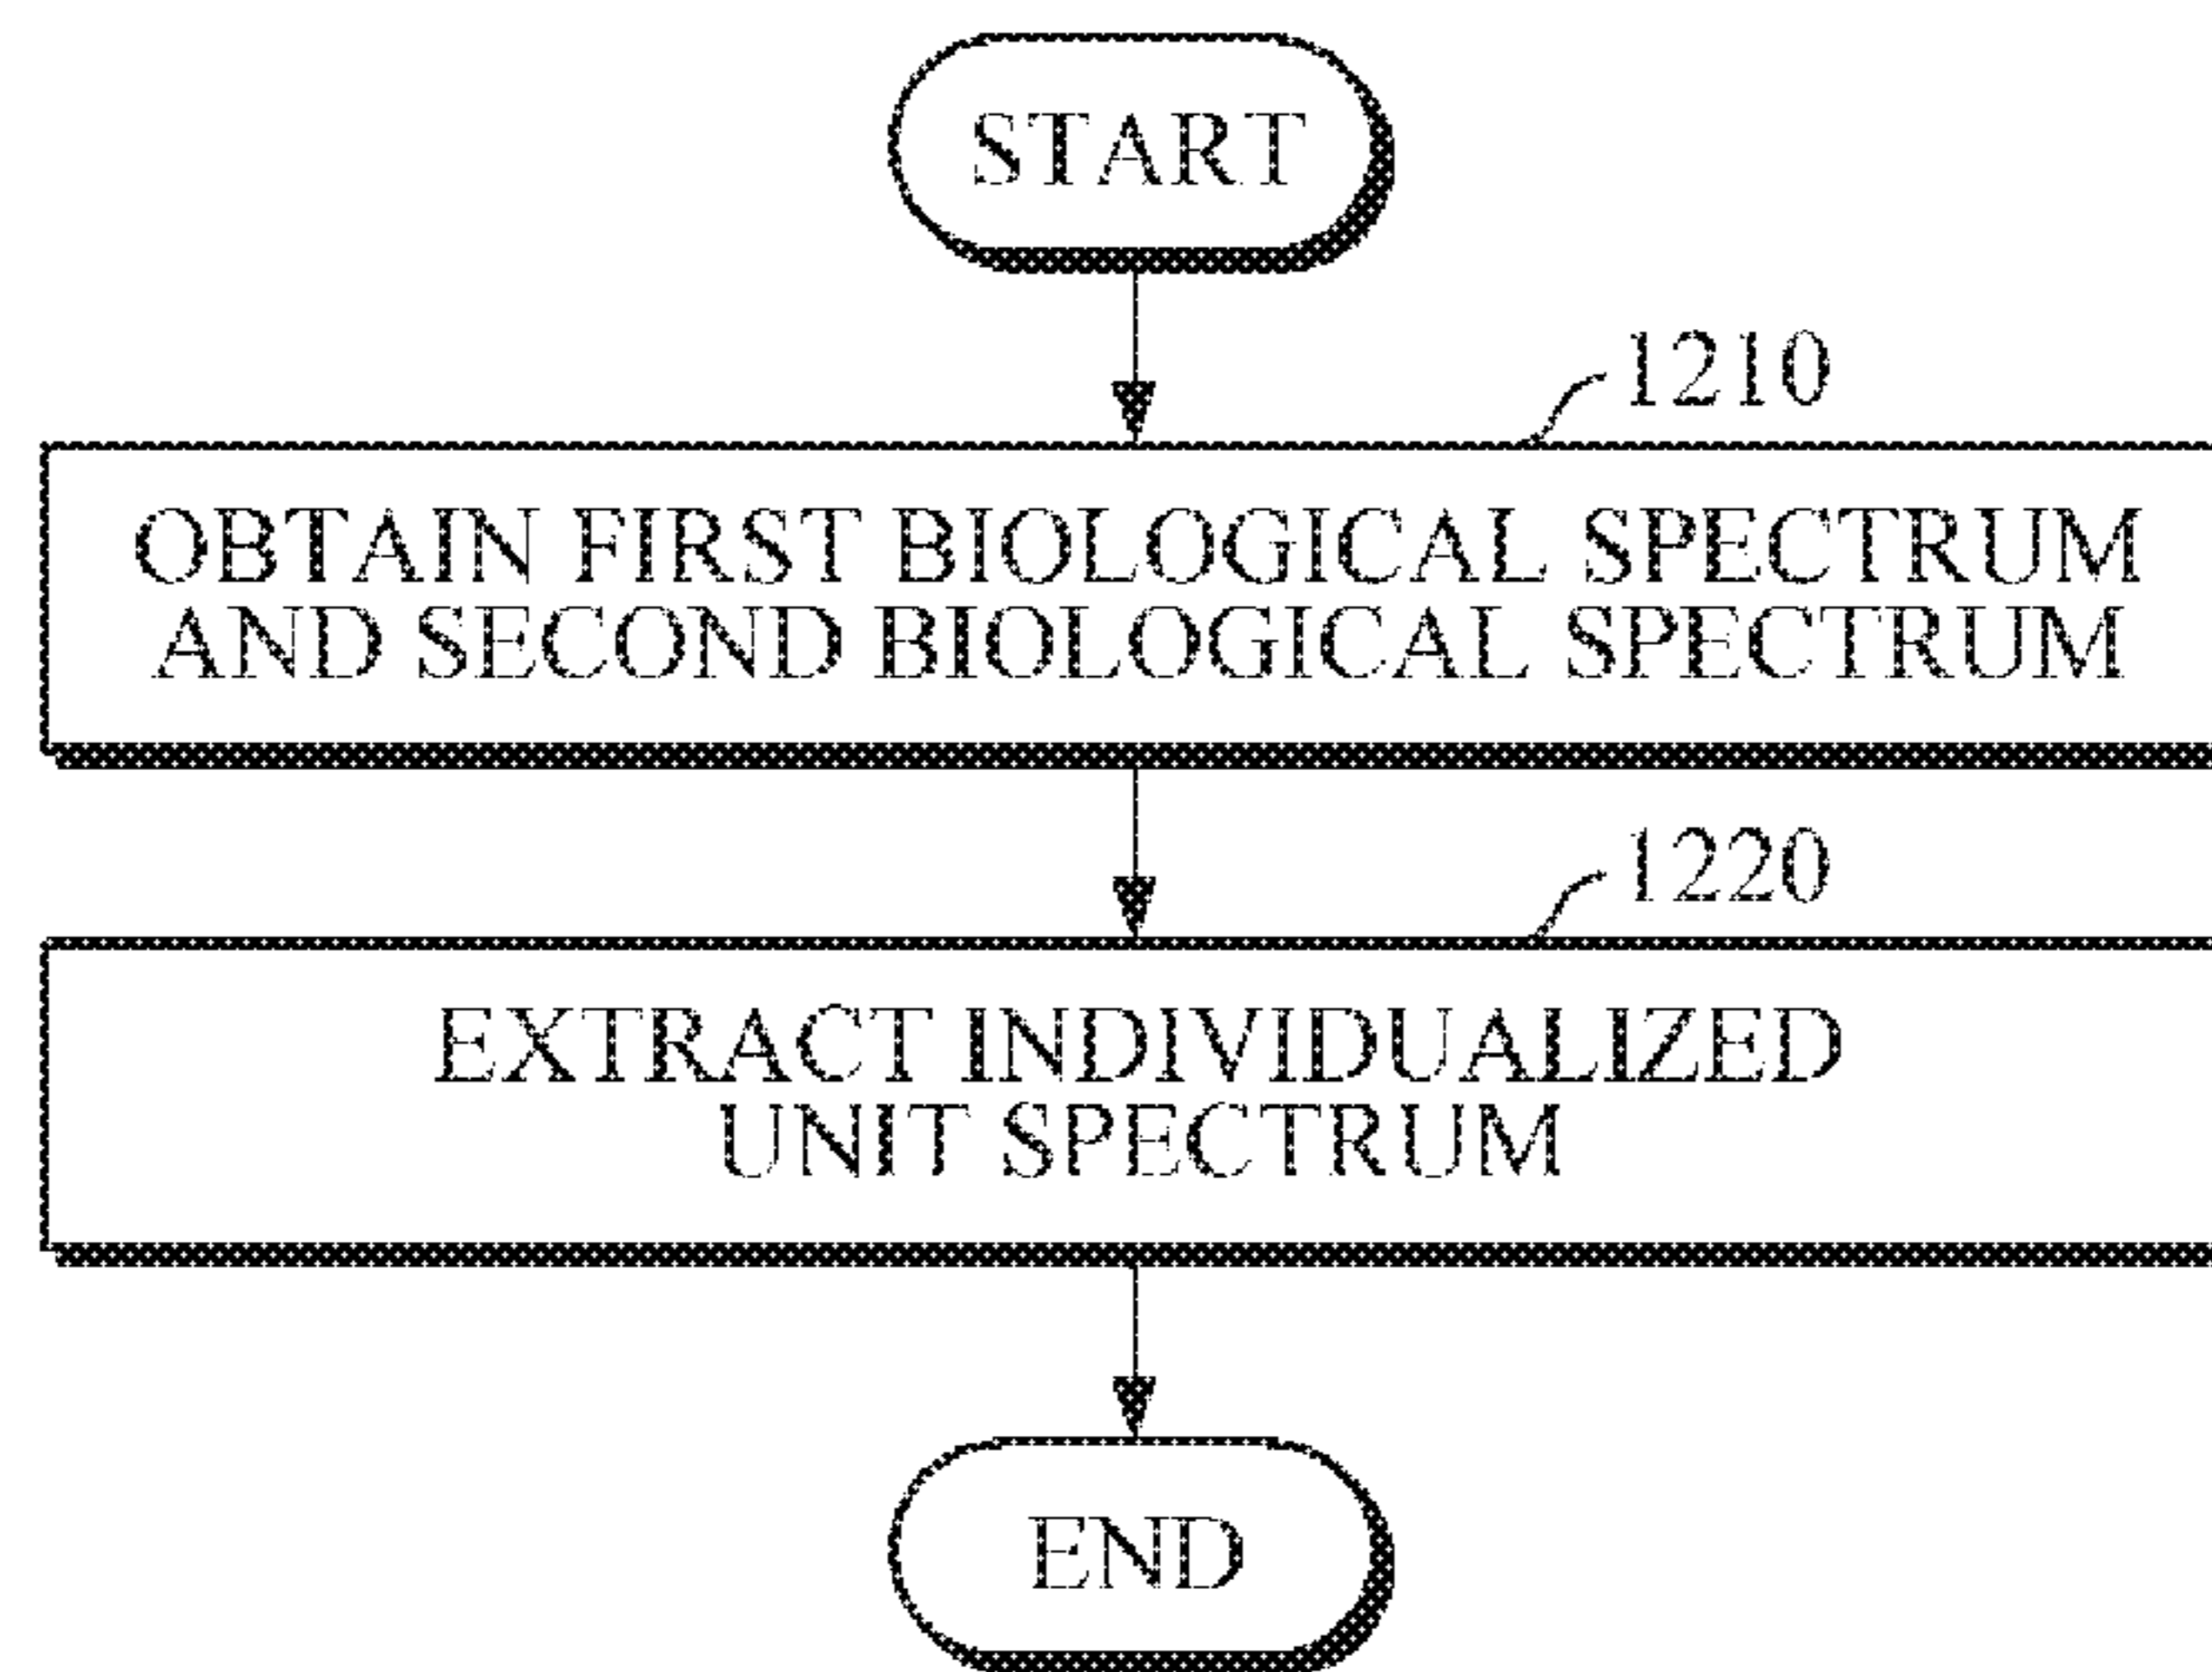 START
1210
OBTAIN FIRST BIOLOGICAL SPECTRUM
AND SECOND BIOLOGICAL SPECTRUM
1220
EXTRACT INDIVIDUALIZED
UNIT SPECTRUM
END